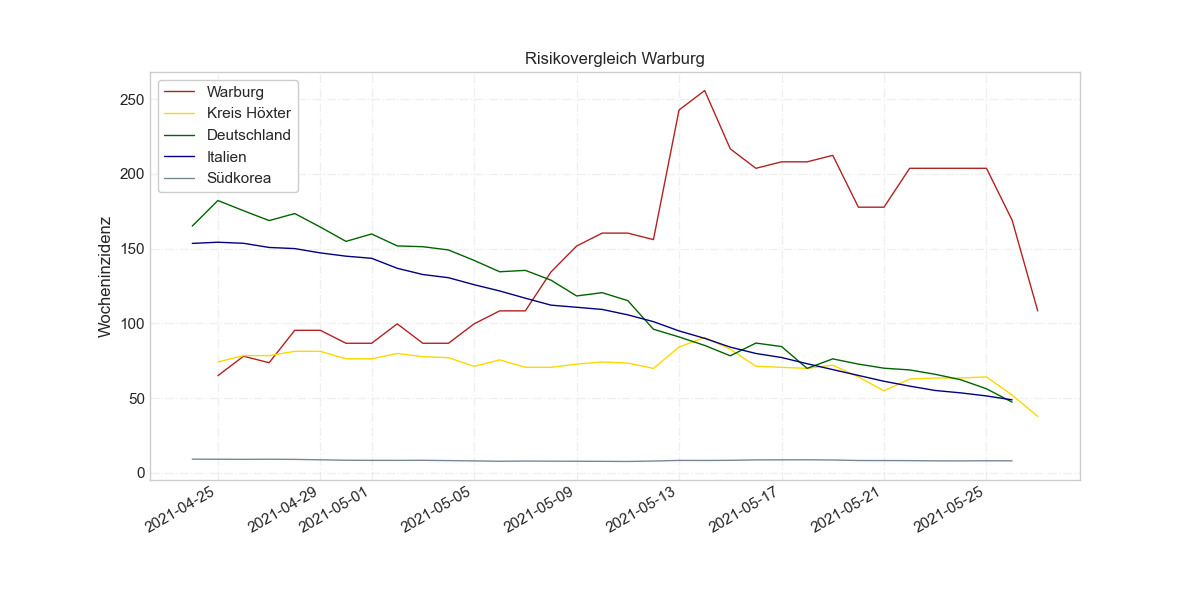 Risikovergleich Warburg
Warburg
Kreis Höxter
Deutschland
Italien
Südkorea
Wocheninzidenz
250
200
150
100
50
0
2021-04-25
2021-04-29
2021-05-01
2021-05-05
2021-05-09
2021-05-13
2021-05-17
2021-05-21
2021-05-25